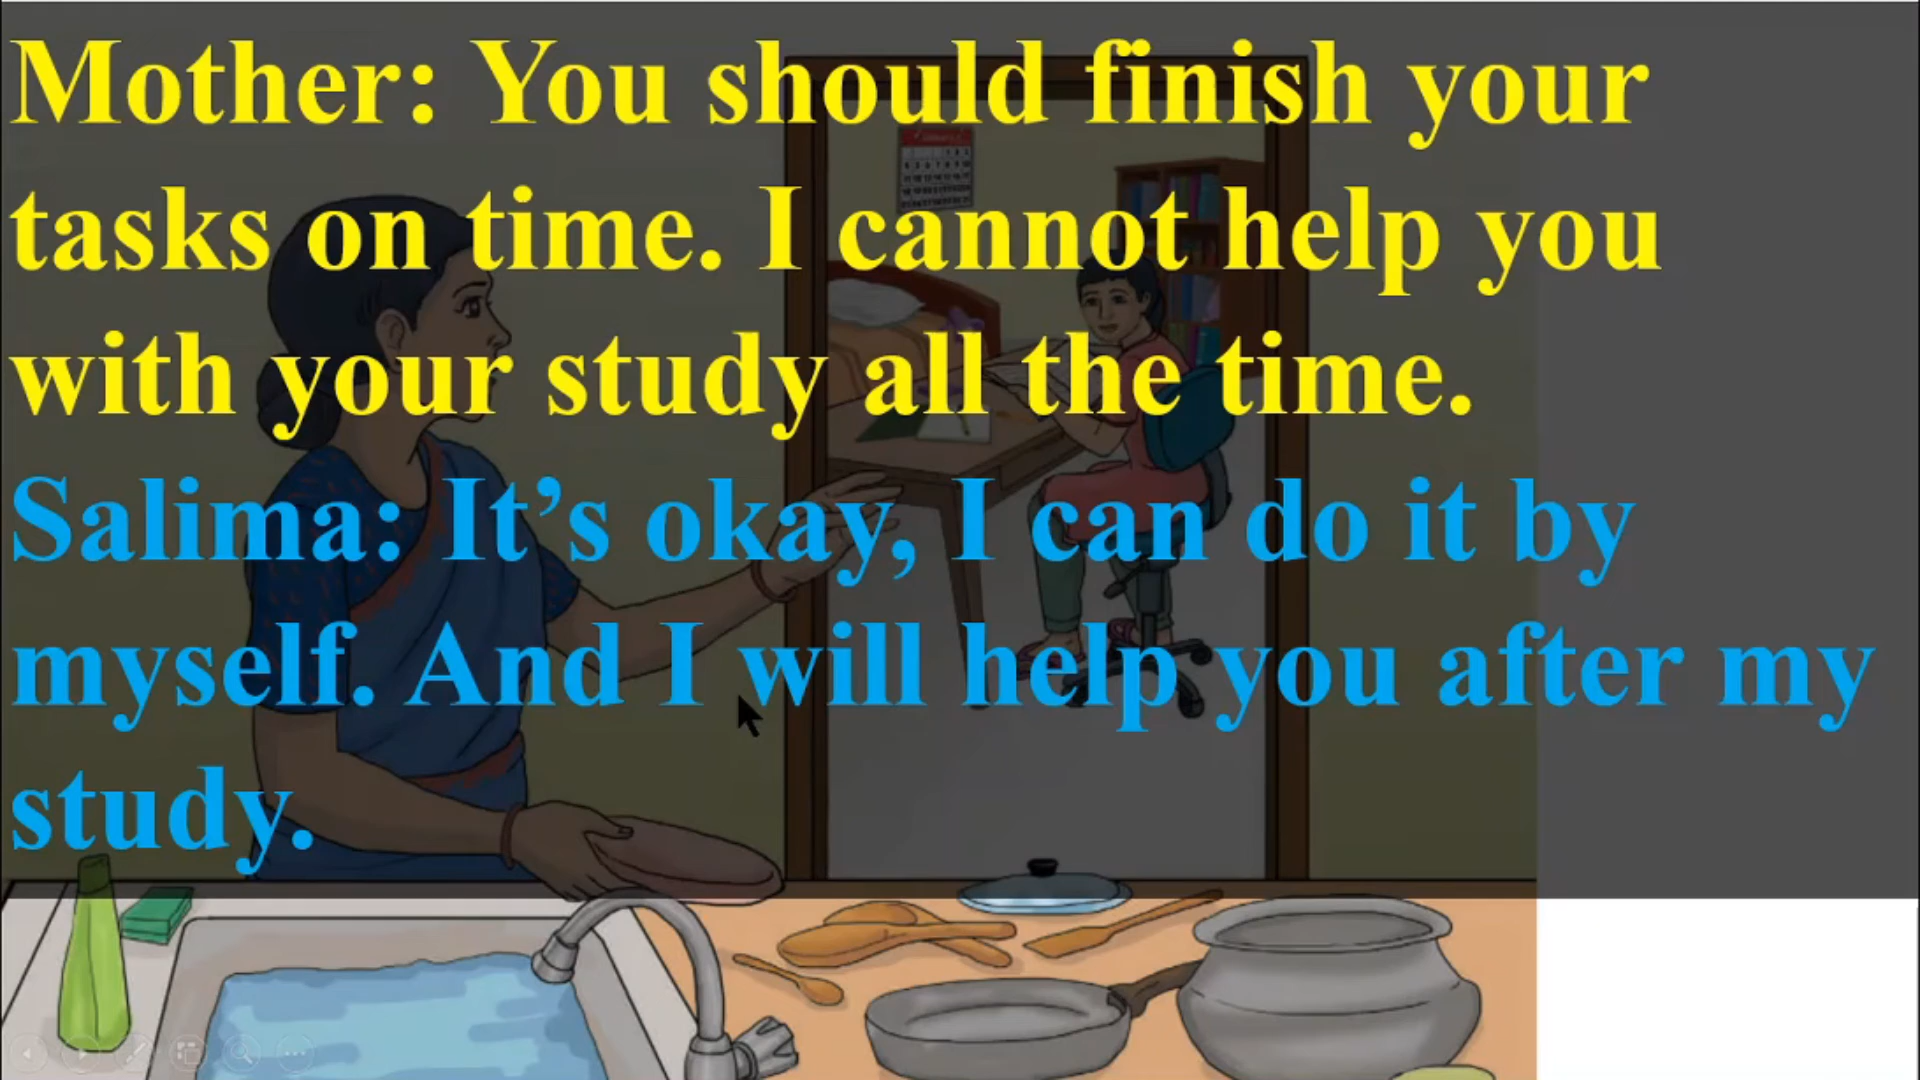 Mother: You should finish your
tasks on time. I cannot help you
with your study all the time.
Salima: It’s okay, I can do it by
myself. And I will help you after my
study.